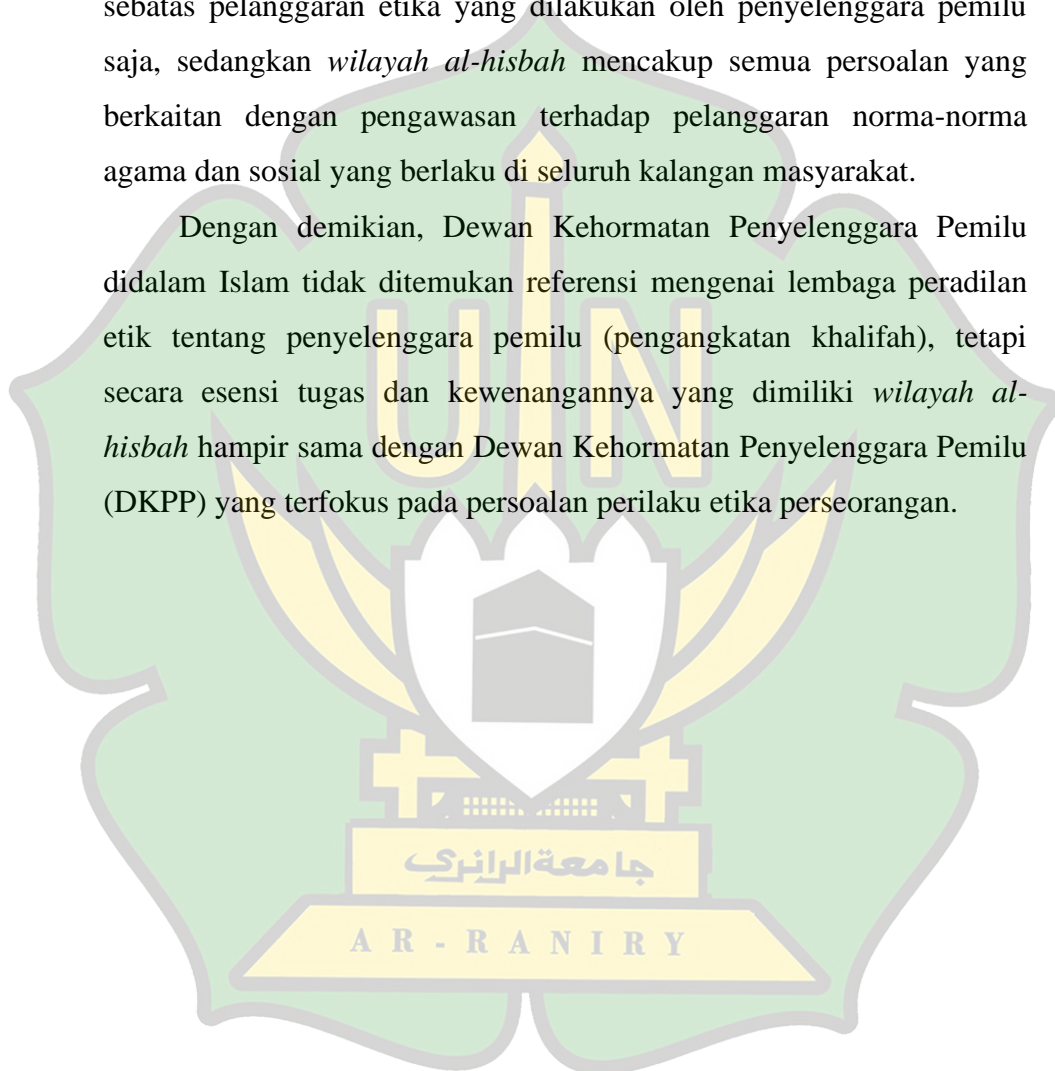 sebatas pelanggaran etika yang dilakukan oleh penyelenggara pemilu
saja, sedangkan wilayah al-hisbah mencakup semua persoalan yang
berkaitan dengan pengawasan terhadap pelanggaran norma-norma
agama dan sosial yang berlaku di seluruh kalangan masyarakat.
Dengan demikian, Dewan Kehormatan Penyelenggara Pemilu
didalam Islam tidak ditemukan referensi mengenai lembaga peradilan
etik tentang penyelenggara pemilu (pengangkatan khalifah), tetapi
secara esensi tugas dan kewenangannya yang dimiliki wilayah al-
hisbah hampir sama dengan Dewan Kehormatan Penyelenggara Pemilu
(DKPP) yang terfokus pada persoalan perilaku etika perseorangan.
UIN
جامعةالرانري
AR-RANIRY